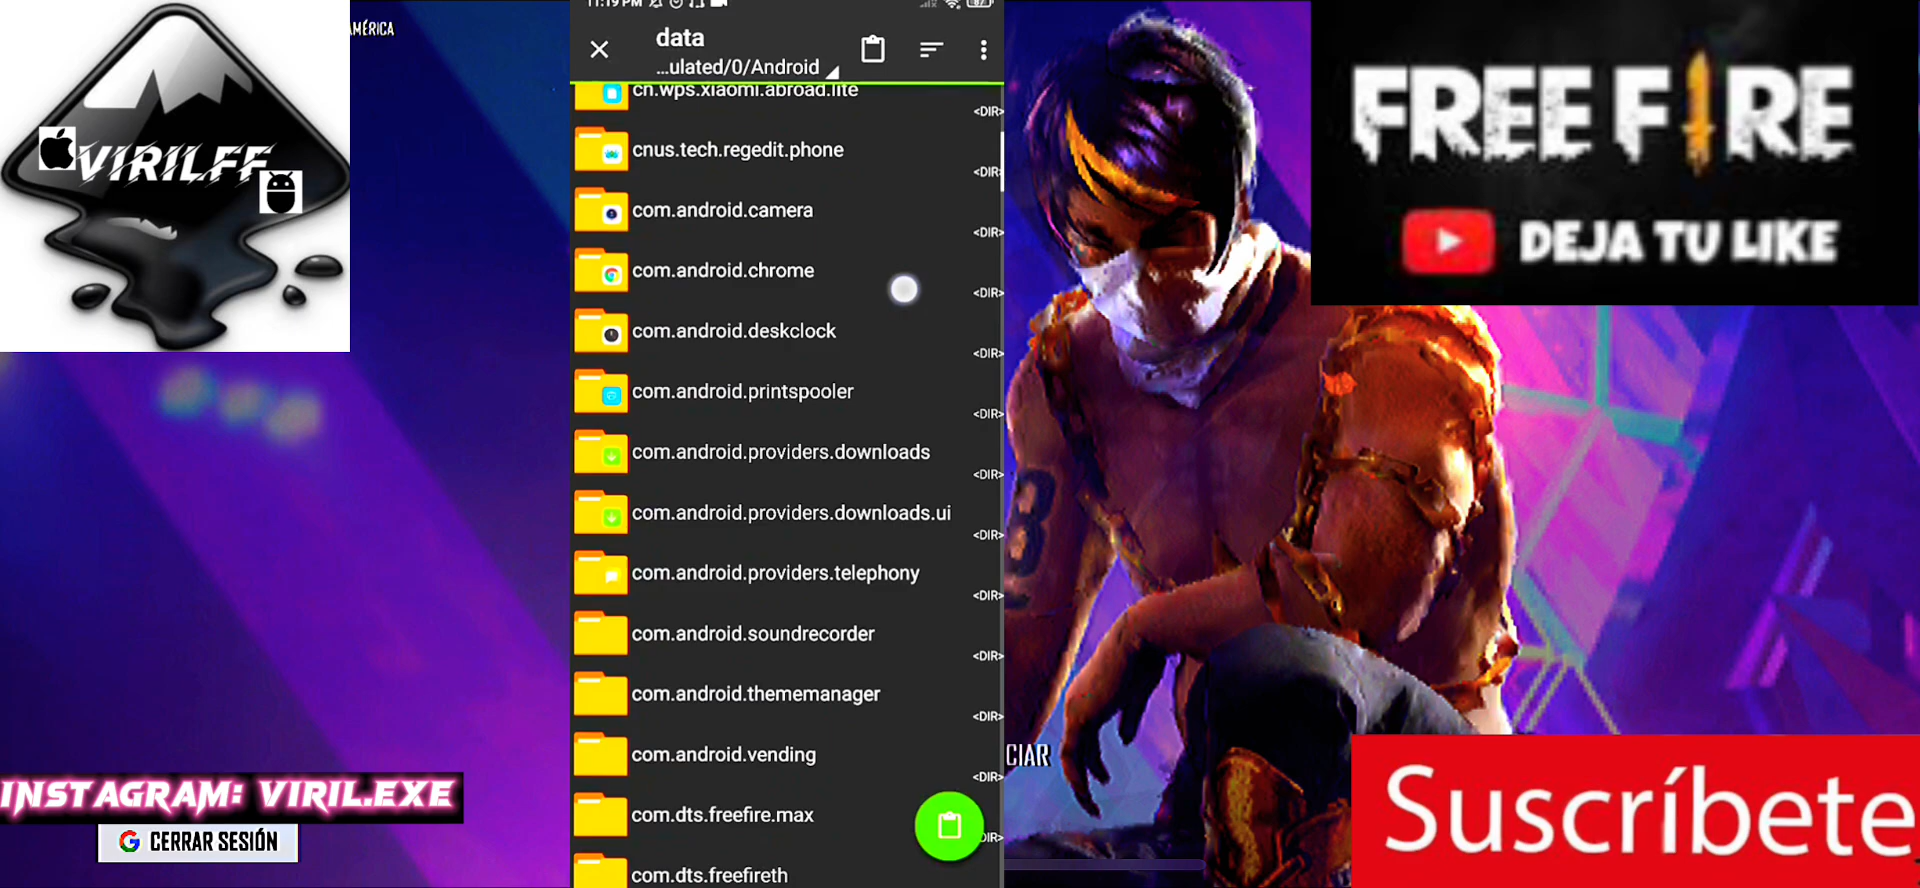 AMÉRICA
VIRILFF
11:19 PM
87
data
...ulated/0/Android
cn.wps.xiaomi.abroad.lite
<DIR>
cnus.tech.regedit.phone
<DIR>
com.android.camera
<DIR>
com.android.chrome
<DIR>
com.android.deskclock
<DIR>
com.android.printspooler
<DIR>
com.android.providers.downloads
<DIR>
com.android.providers.downloads.ui
<DIR>
com.android.providers.telephony
<DIR>
com.android.soundrecorder
<DIR>
com.android.thememanager
<DIR>
com.android.vending
<DIR>
com.dts.freefire.max
DIR>
com.dts.freefireth
FREE FIRE
DEJA TU LIKE
CIAR
INSTAGRAM: VIRIL.EXE
CERRAR SESIÓN
Suscríbete